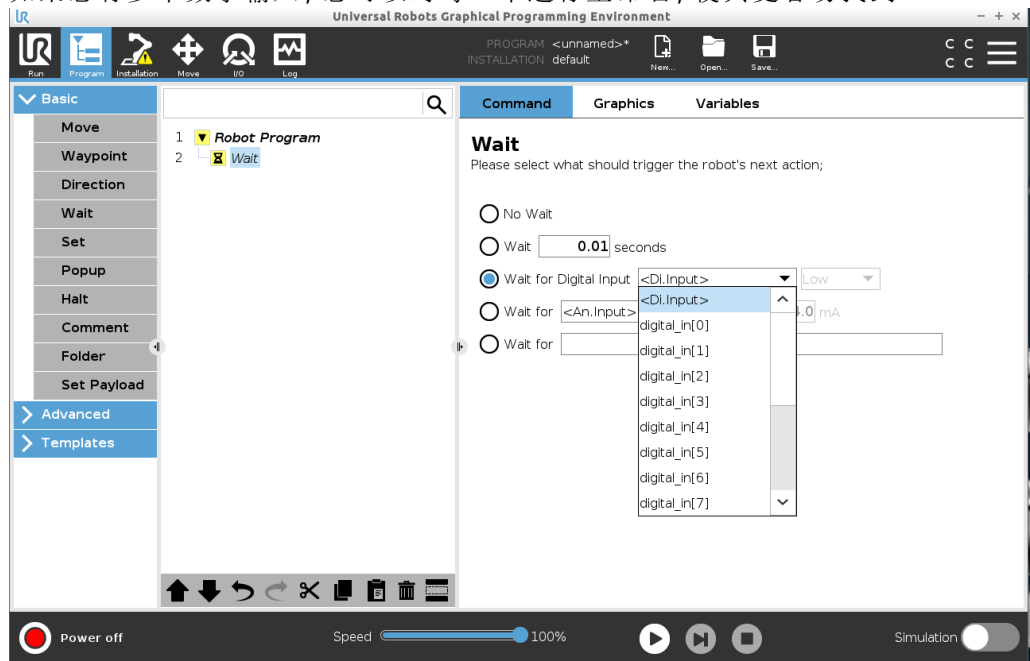 Universal Robots Graphical Programming Environment
Run
Program
Installation
Move
I/O
Log
PROGRAM <unnamed>*
INSTALLATION default
New...
Open...
Save...
C C
C C
Basic
Move
Waypoint
Direction
Wait
Set
Popup
Halt
Comment
Folder
Set Payload
Advanced
Templates
1 Robot Program
2 Wait
Command Graphics Variables
Wait
Please select what should trigger the robot's next action;
No Wait
Wait 0.01 seconds
Wait for Digital Input <Di.Input> Low
Wait for <An.Input> .0 mA
Wait for
<Di.Input>
digital_in[0]
digital_in[1]
digital_in[2]
digital_in[3]
digital_in[4]
digital_in[5]
digital_in[6]
digital_in[7]
Power off
Speed 100%
Simulation